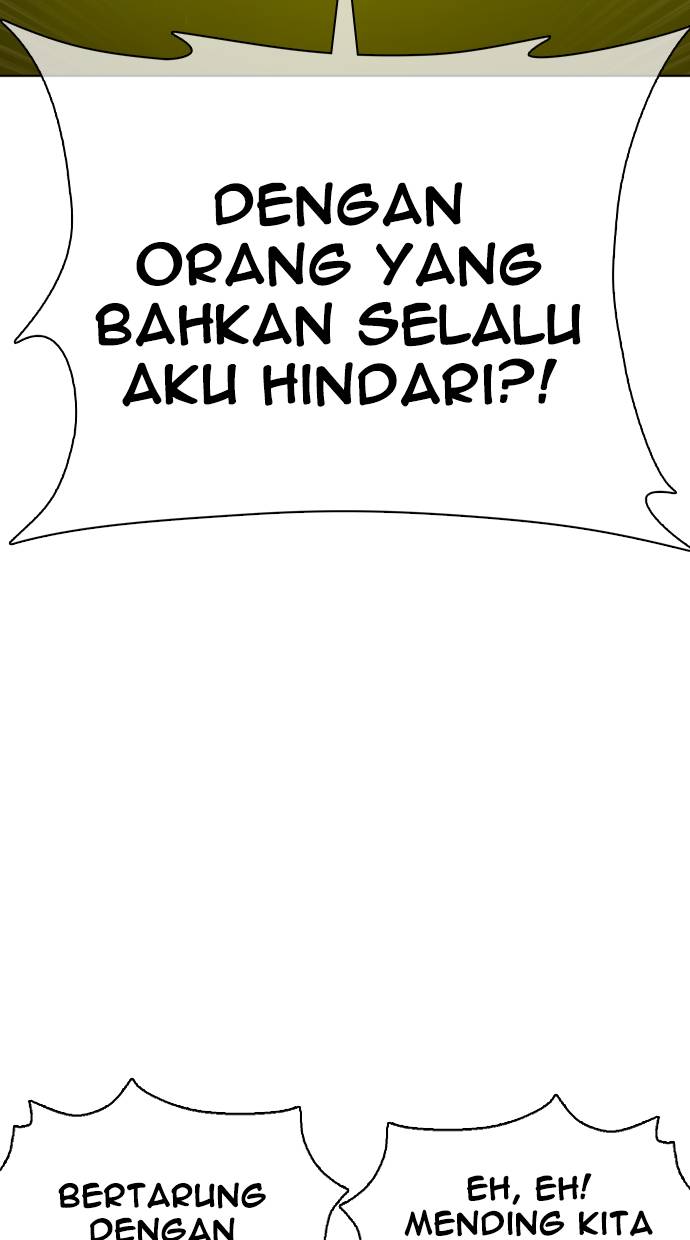 DENGAN
ORANG YANG
BAHKAN SELALU
AKU HINDARI?!
BERTARUNG
DENGAN
EH, EH!
MENDING KITA